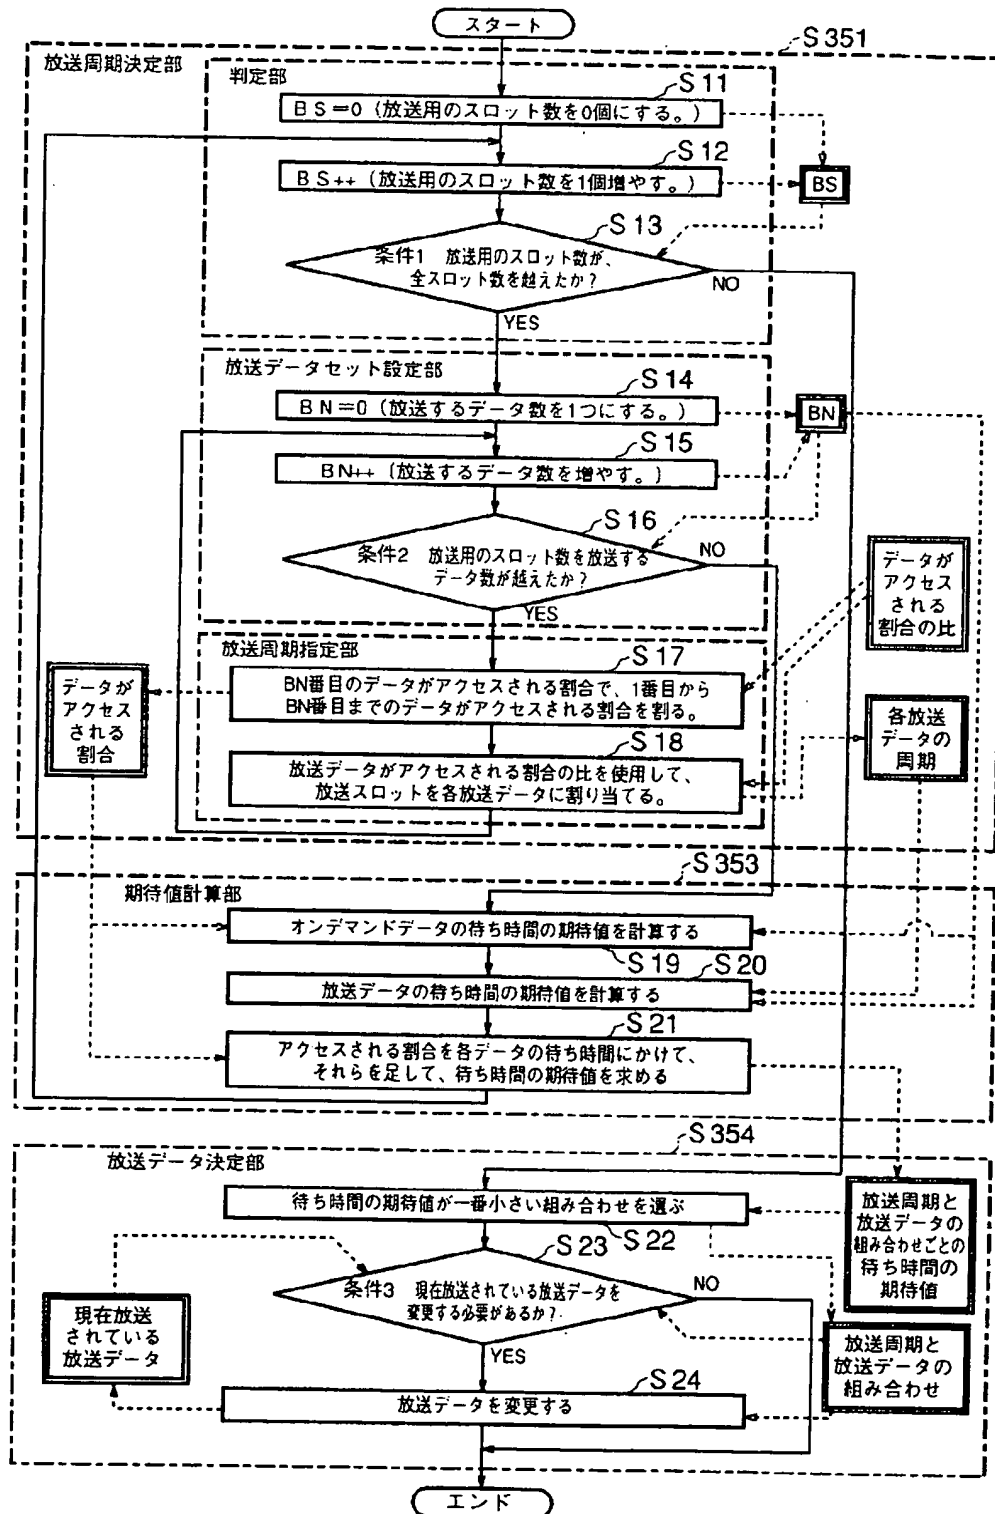 スタート
S351
放送周期決定部
判定部
S11
BS=0(放送用のスロット数を0個にする。)
S12
BS++(放送用のスロット数を1個増やす。)
BS
S13
条件1 放送用のスロット数が、
全スロット数を越えたか?
NO
YES
放送データセット設定部
S14
BN=0(放送するデータ数を1つにする。)
BN
S15
BN++(放送するデータ数を増やす。)
S16
条件2 放送用のスロット数を放送する
データ数が越えたか?
NO
YES
データが
アクセス
される
割合の比
放送周期指定部
S17
BN番目のデータがアクセスされる割合で、1番目から
BN番目までのデータがアクセスされる割合を割る。
データが
アクセス
される
割合
S18
放送データがアクセスされる割合の比を使用して、
放送スロットを各放送データに割り当てる。
各放送
データの
周期
S353
期待値計算部
オンデマンドデータの待ち時間の期待値を計算する
S19
S20
放送データの待ち時間の期待値を計算する
S21
アクセスされる割合を各データの待ち時間にかけて、
それらを足して、待ち時間の期待値を求める
S354
放送データ決定部
待ち時間の期待値が一番小さい組み合わせを選ぶ
S22
放送周期と
放送データの
組み合わせごとの
待ち時間の
期待値
S23
条件3 現在放送されている放送データを
変更する必要があるか?
NO
YES
現在放送
されている
放送データ
放送周期と
放送データの
組み合わせ
S24
放送データを変更する
エンド